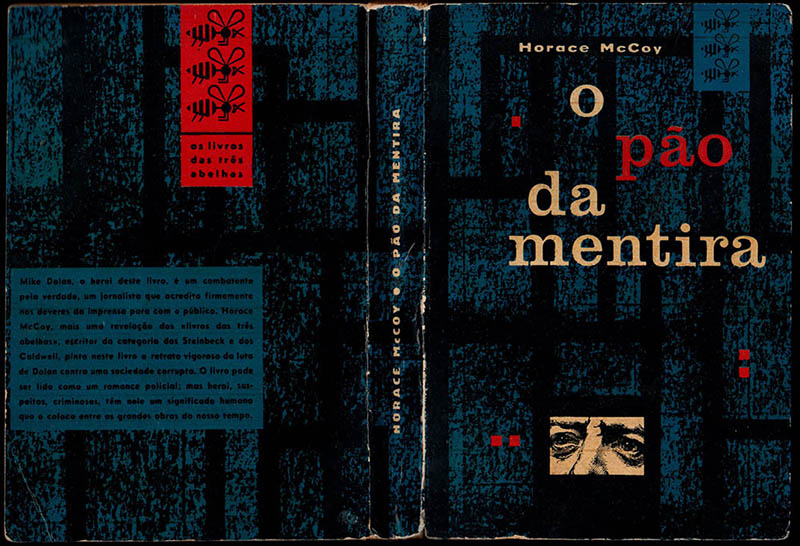 os livros
das três
abelhas
Mike Dolan, o herei deste livro, é um combatente
pela verdade, um jornalista que acredita firmemente
nos deveres da imprensa para com o público. Horace
McCoy, mais uma revelação dos «livros das três
abelhas», escritor da categoria dos Steinbeck e dos
Caldwell, pinta neste livro o retrato vigoroso da luta
de Dolan contra uma sociedade corrupta. O livro pode
ser lido como um romance policial; mas herei, sus-
peitos, criminosos, têm nele um significado humano
que o coloca entre as grandes obras do nosso tempo.
HORACE McCOY • O PÃO DA MENTIRA
Horace McCoy
o
pão
da
mentira